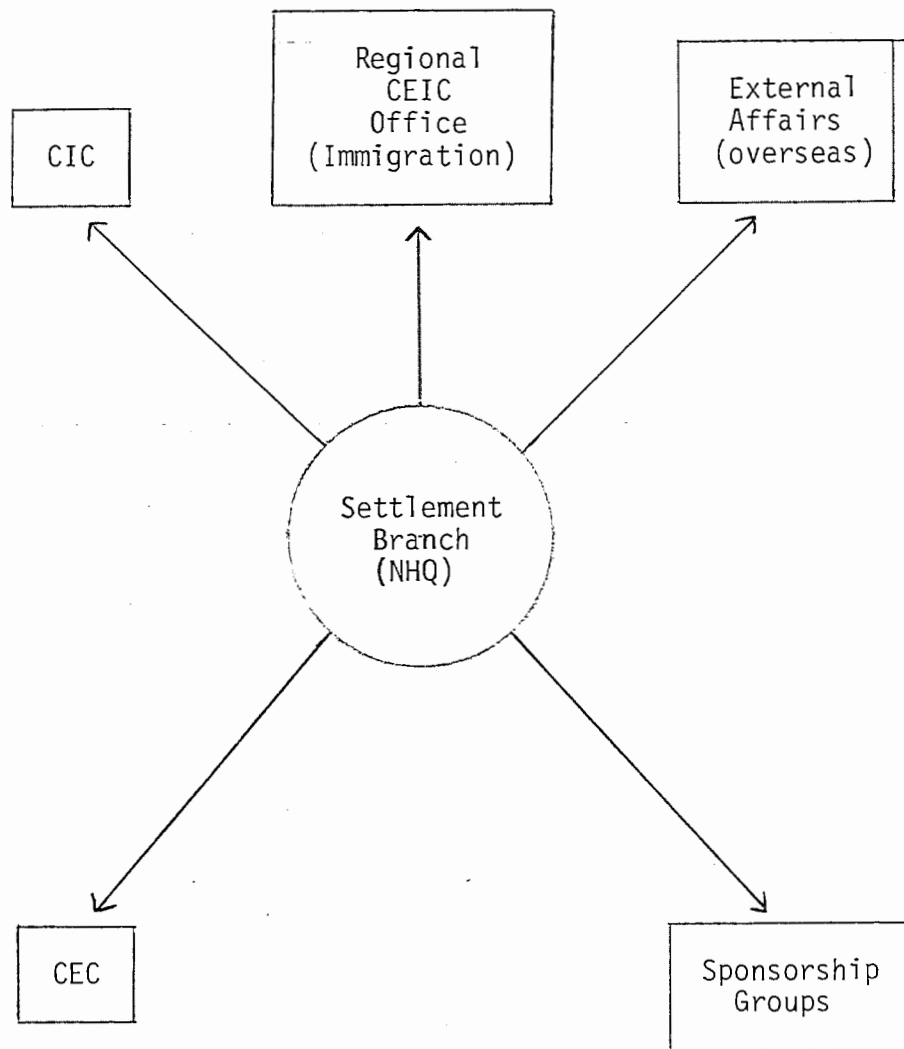 Regional
CEIC
Office
(Immigration)
External
Affairs
(overseas)
CIC
Settlement
Branch
(NHQ)
CEC
Sponsorship
Groups